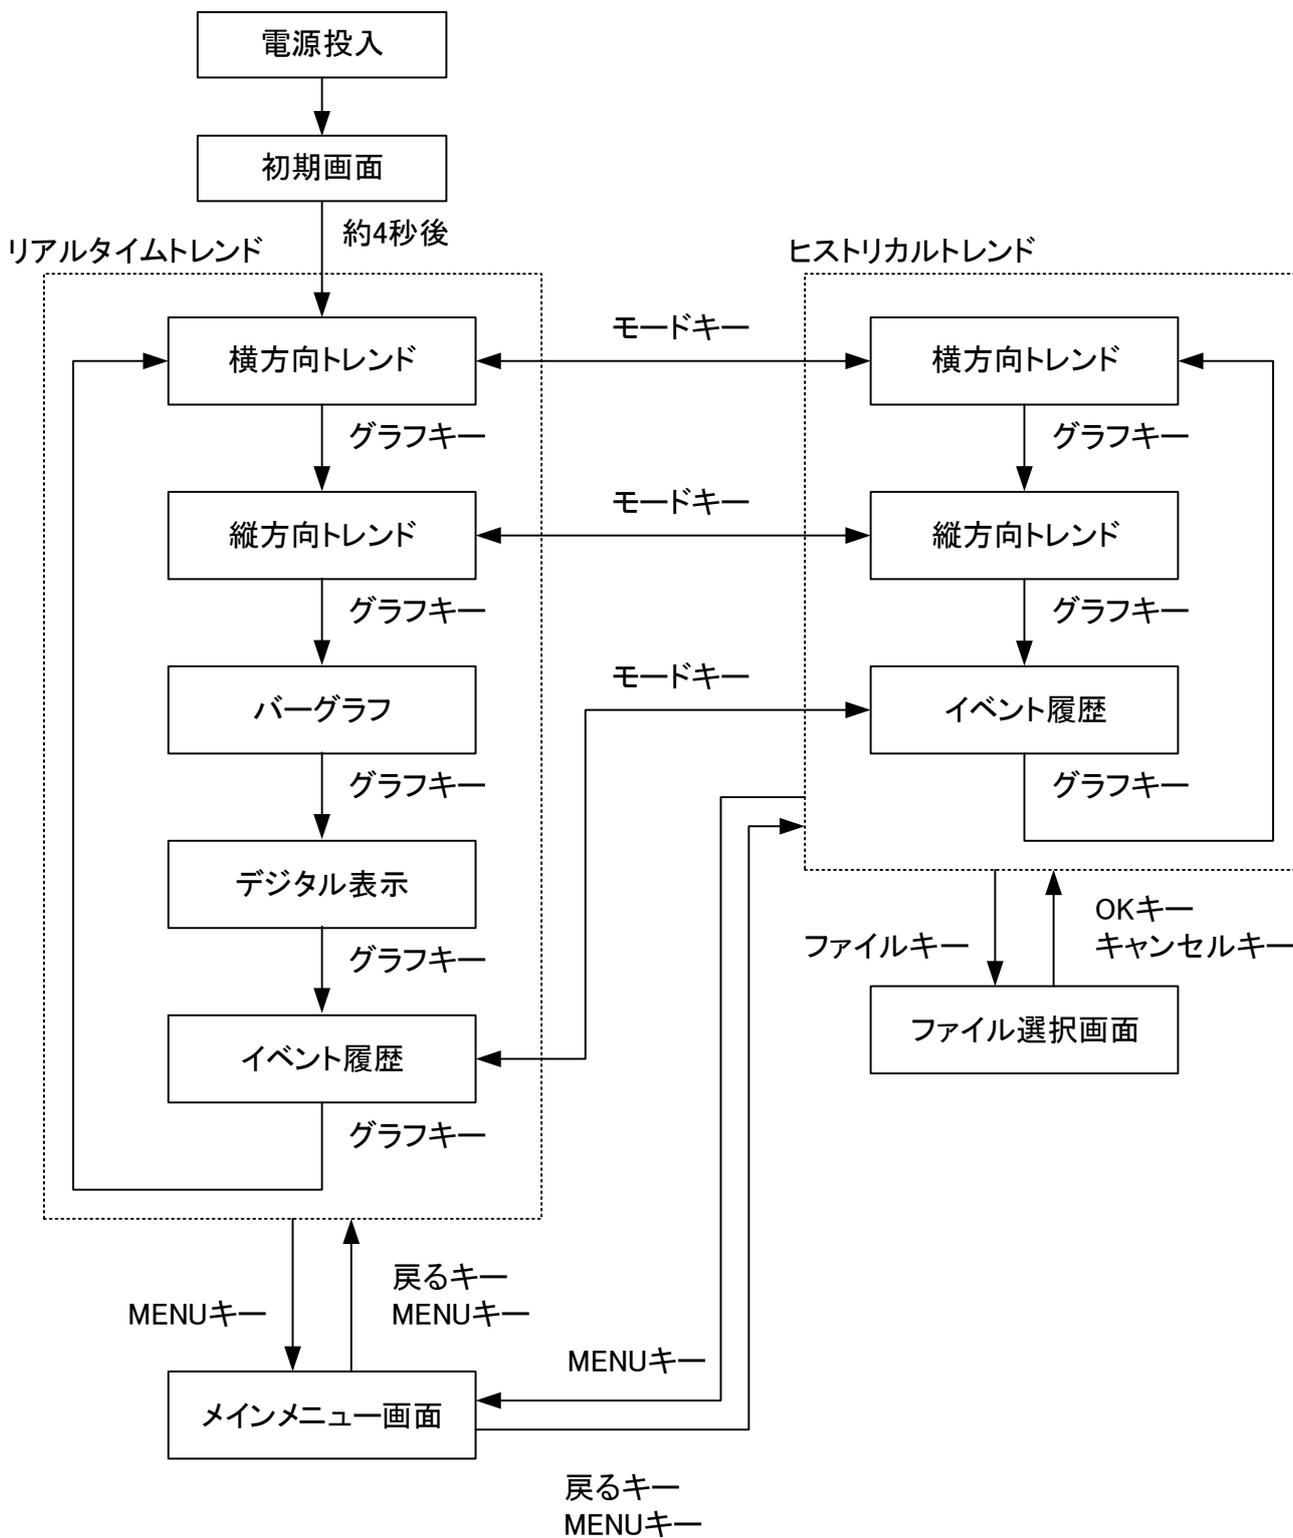 電源投入
初期画面
約4秒後
リアルタイムトレンド
ヒストリカルトレンド
横方向トレンド
モードキー
横方向トレンド
グラフキー
グラフキー
縦方向トレンド
モードキー
縦方向トレンド
グラフキー
グラフキー
バーグラフ
モードキー
イベント履歴
グラフキー
グラフキー
デジタル表示
グラフキー
ファイルキー
OKキー
キャンセルキー
イベント履歴
ファイル選択画面
グラフキー
MENUキー
戻るキー
MENUキー
MENUキー
メインメニュー画面
戻るキー
MENUキー